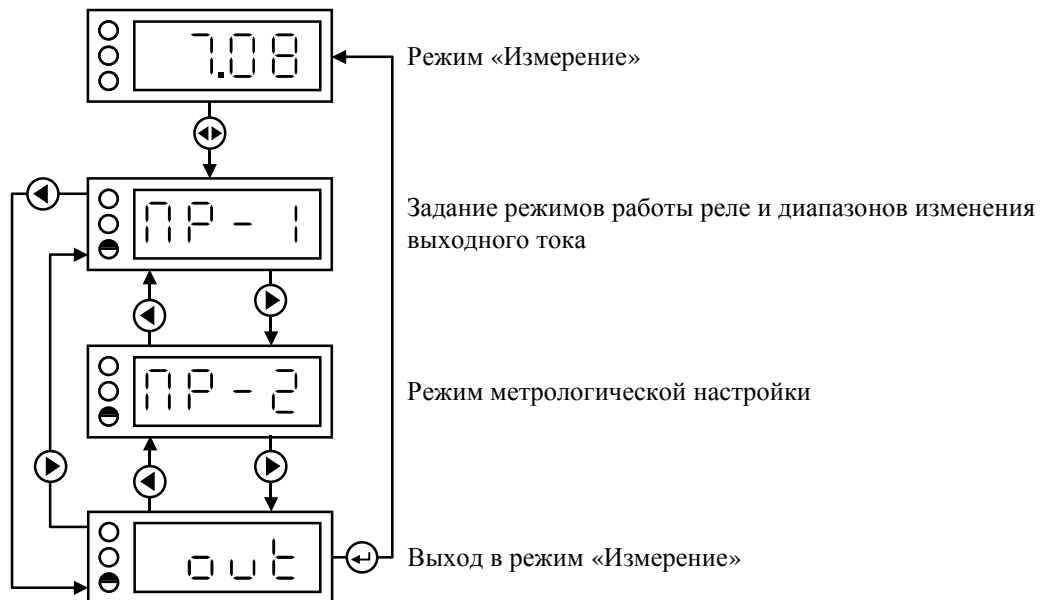 7.08
Режим «Измерение»
ПР-1
Задание режимов работы реле и диапазонов изменения
выходного тока
ПР-2
Режим метрологической настройки
out
Выход в режим «Измерение»